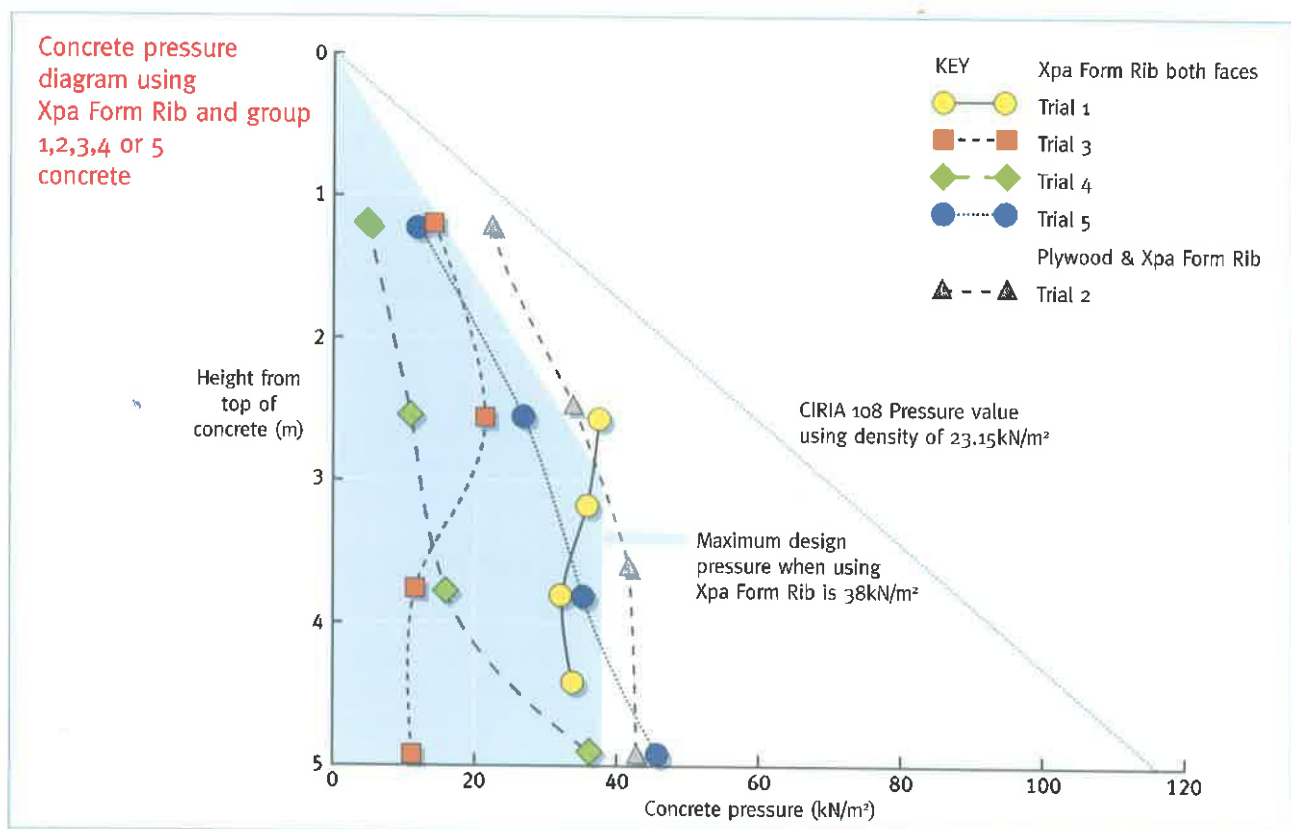 Concrete pressure
diagram using
Xpa Form Rib and group
1,2,3,4 or 5
concrete
KEY
Xpa Form Rib both faces
Trial 1
Trial 3
Trial 4
Trial 5
Plywood & Xpa Form Rib
Trial 2
0
1
2
3
4
5
Height from
top of
concrete (m)
CIRIA 108 Pressure value
using density of 23.15kN/m²
Maximum design
pressure when using
Xpa Form Rib is 38kN/m²
0 20 40 60 80 100 120
Concrete pressure (kN/m²)